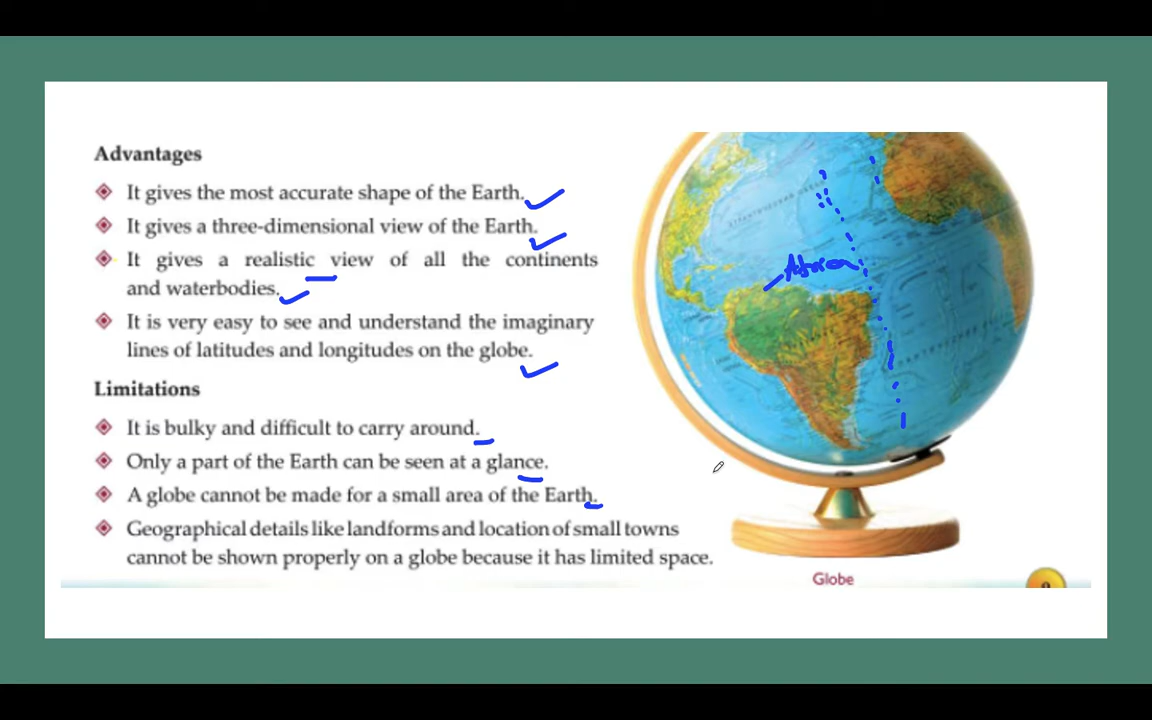 Advantages
It gives the most accurate shape of the Earth.
It gives a three-dimensional view of the Earth.
It gives a realistic view of all the continents
and waterbodies.
It is very easy to see and understand the imaginary
lines of latitudes and longitudes on the globe.
Limitations
It is bulky and difficult to carry around.
Only a part of the Earth can be seen at a glance.
A globe cannot be made for a small area of the Earth.
Geographical details like landforms and location of small towns
cannot be shown properly on a globe because it has limited space.
Globe